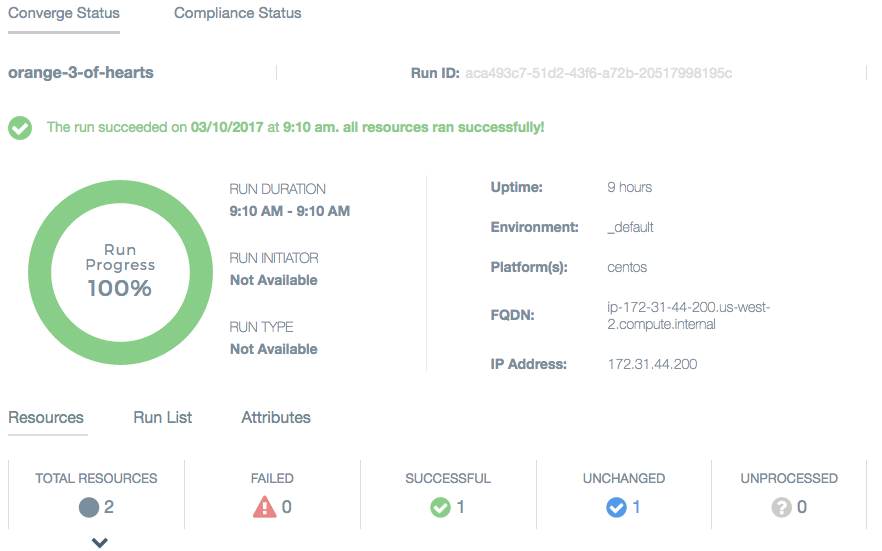 Converge Status
Compliance Status
orange-3-of-hearts
Run ID: aca493c7-51d2-43f6-a72b-20517998195c
The run succeeded on 03/10/2017 at 9:10 am. all resources ran successfully!
Run
Progress
100%
RUN DURATION
9:10 AM - 9:10 AM
RUN INITIATOR
Not Available
RUN TYPE
Not Available
Uptime: 9 hours
Environment: _default
Platform(s): centos
FQDN: ip-172-31-44-200.us-west-
2.compute.internal
IP Address: 172.31.44.200
Resources
Run List
Attributes
TOTAL RESOURCES
2
FAILED
0
SUCCESSFUL
1
UNCHANGED
1
UNPROCESSED
0